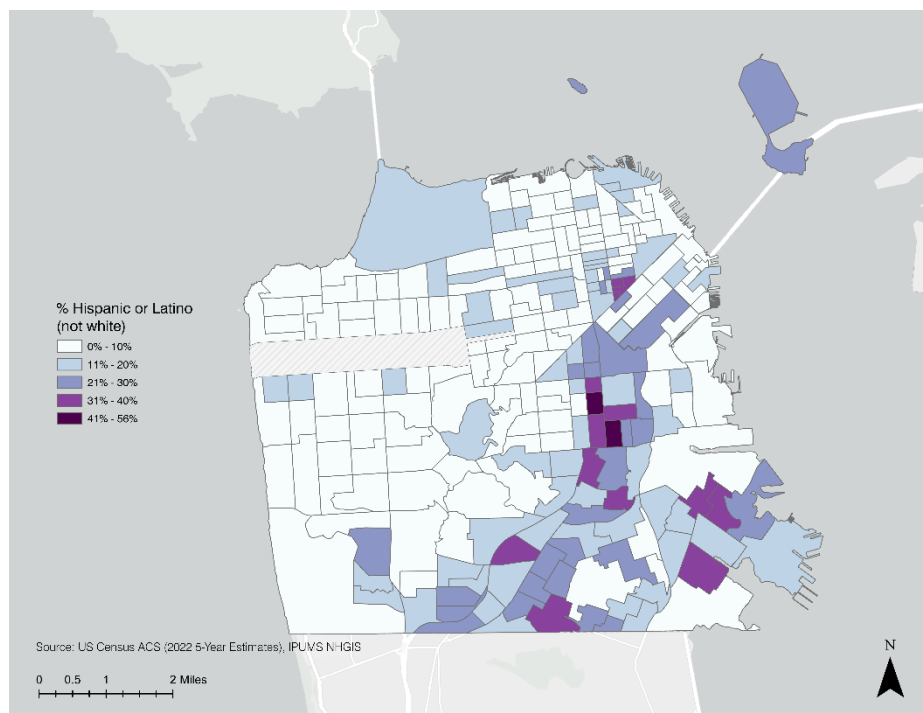 % Hispanic or Latino
(not white)
0% - 10%
11% - 20%
21% - 30%
31% - 40%
41% - 56%
Source: US Census ACS (2022 5-Year Estimates), IPUMS NHGIS
N
0 0.5 1 2 Miles